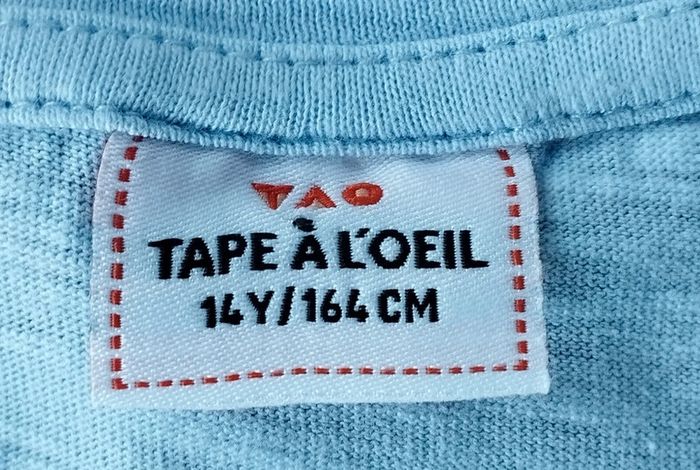 TAO
TAPE À L'OEIL
14Y/164 CM